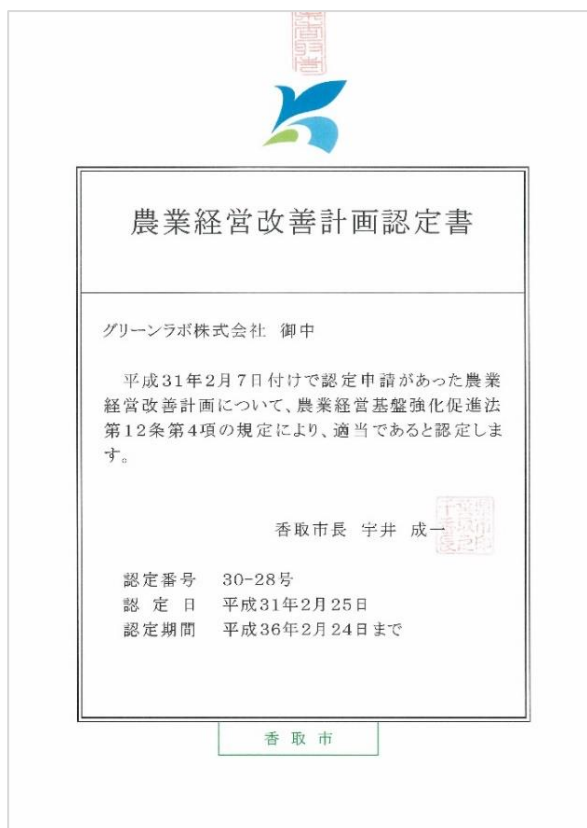 農業経営改善計画認定書
グリーンラボ株式会社 御中
平成31年2月7日付けで認定申請があった農業
経営改善計画について、農業経営基盤強化促進法
第12条第4項の規定により、適当であると認定しま
す。
香取市長 宇井 成一
認定番号 30-28号
認定日 平成31年2月25日
認定期間 平成36年2月24日まで
香取市